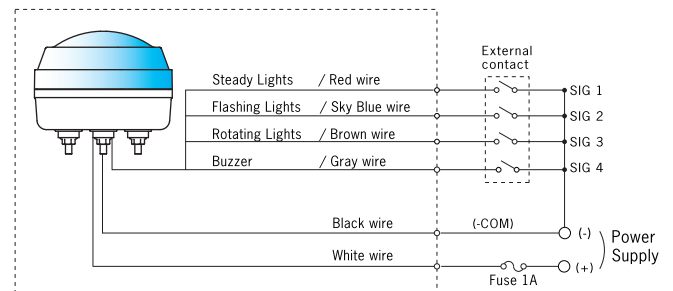 External
contact
Steady Lights / Red wire
SIG 1
Flashing Lights / Sky Blue wire
SIG 2
Rotating Lights / Brown wire
SIG 3
Buzzer / Gray wire
SIG 4
Black wire (-COM) (-)
Power
Supply
White wire (+)
Fuse 1A